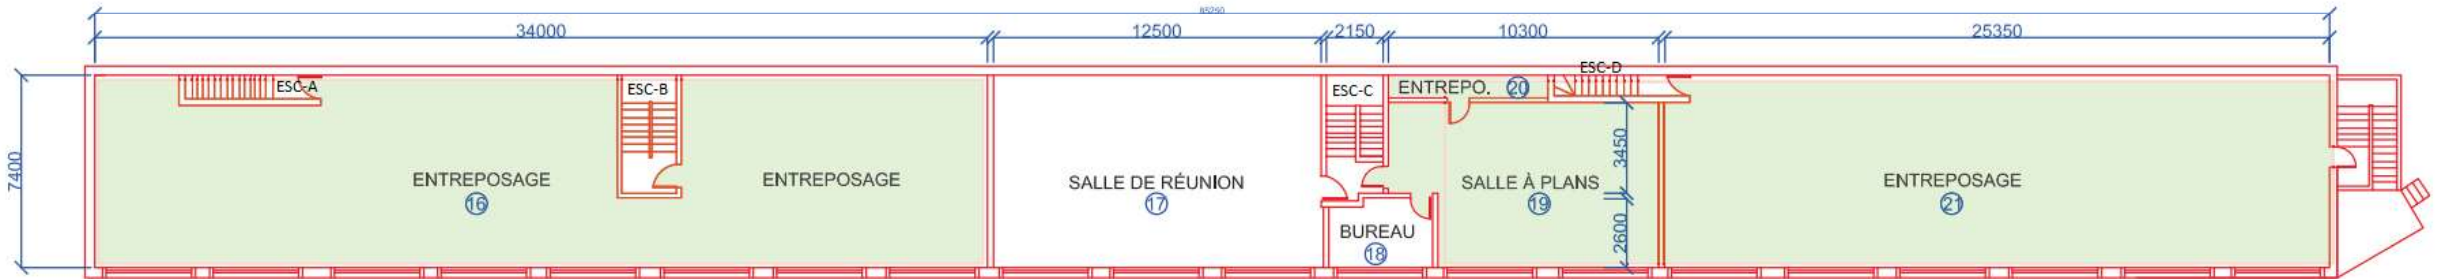 85250
34000 12500 2150 10300 25350
ESC-A ESC-B ESC-C ENTREPO. 20 ESC-D
7400
3450
ENTREPOSAGE ENTREPOSAGE SALLE DE RÉUNION SALLE À PLANS ENTREPOSAGE
16 17 19 21
BUREAU
18
2600